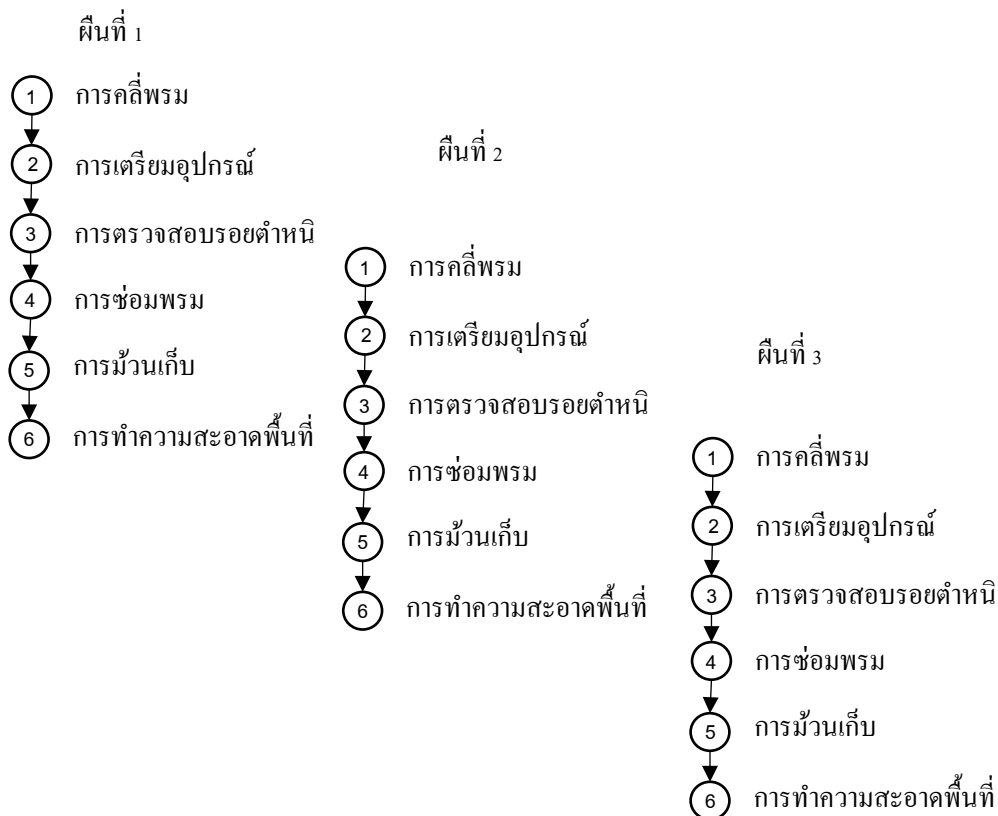 ผืนที่ 1
1 การคลี่พรม
2 การเตรียมอุปกรณ์
3 การตรวจสอบรอยตำหนิ
4 การซ่อมพรม
5 การม้วนเก็บ
6 การทำความสะอาดพื้นที่
ผืนที่ 2
1 การคลี่พรม
2 การเตรียมอุปกรณ์
3 การตรวจสอบรอยตำหนิ
4 การซ่อมพรม
5 การม้วนเก็บ
6 การทำความสะอาดพื้นที่
ผืนที่ 3
1 การคลี่พรม
2 การเตรียมอุปกรณ์
3 การตรวจสอบรอยตำหนิ
4 การซ่อมพรม
5 การม้วนเก็บ
6 การทำความสะอาดพื้นที่